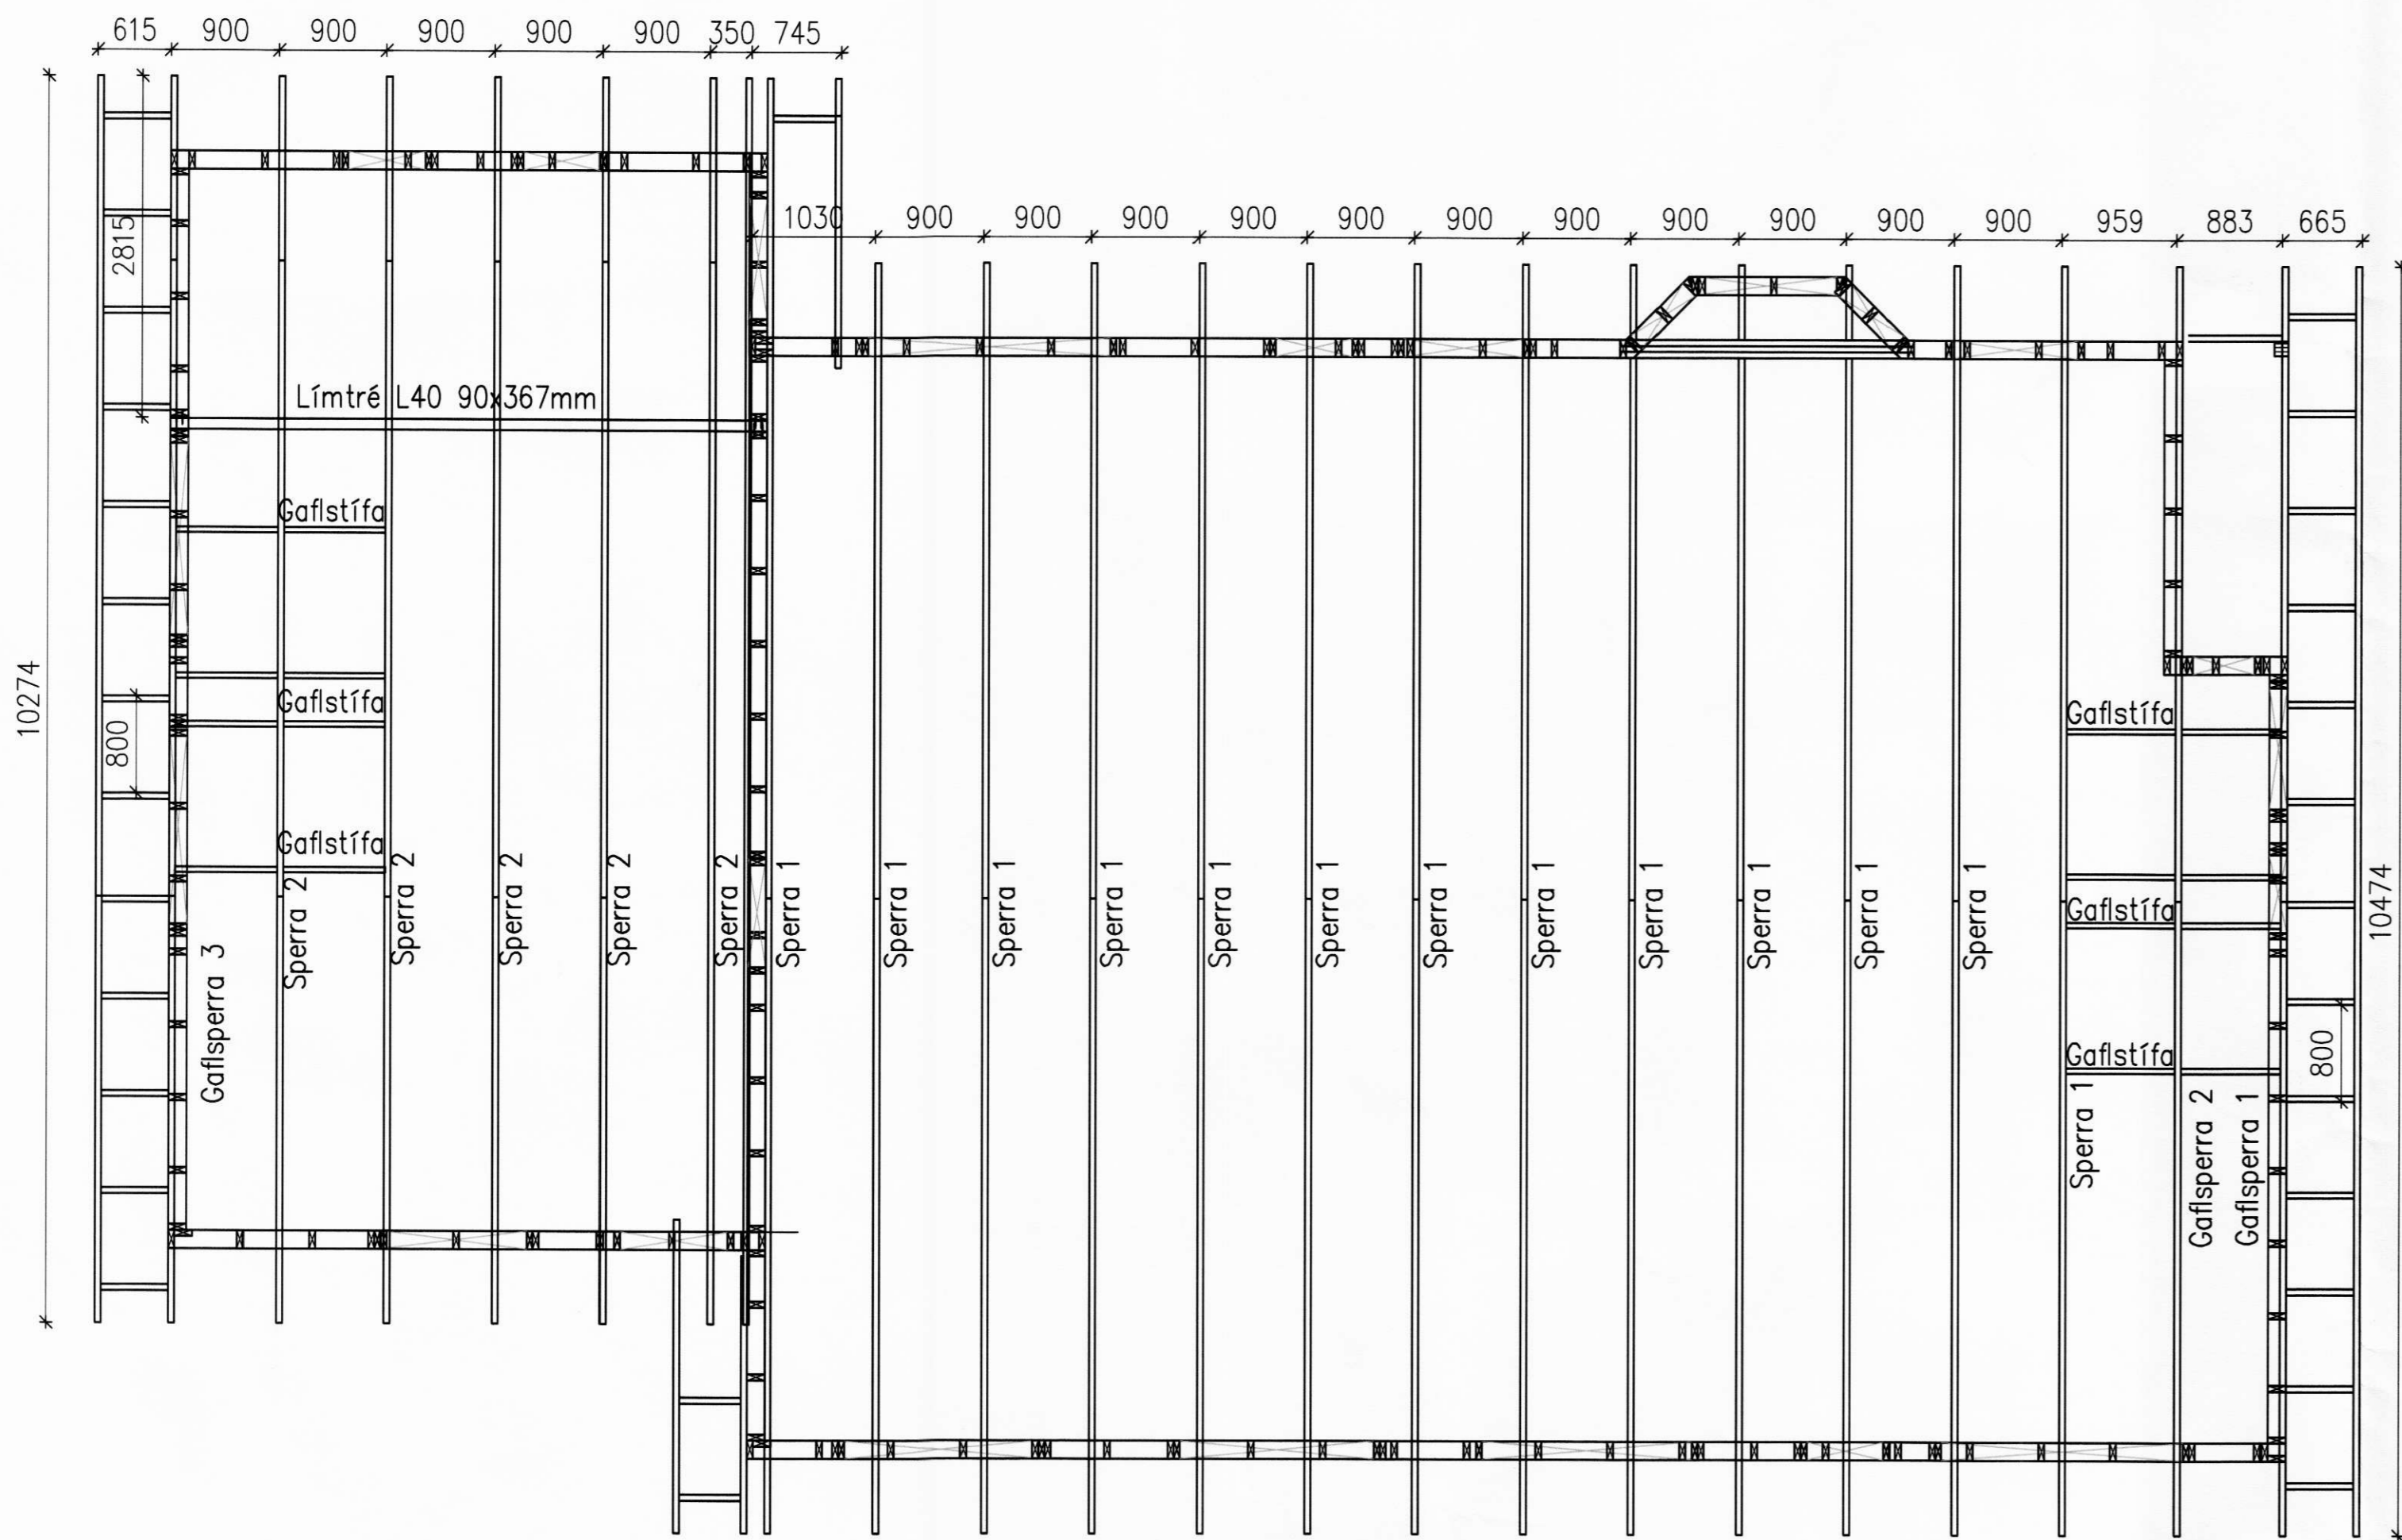 615 900 900 900 900 900 350 745
1030 900 900 900 900 900 900 900 900 900 900 900 959 883 665
2815
Límtré L40 90x367mm
Gaflstífa
Gaflstífa
Gaflstífa
10274
800
Gaflsperra 3
Sperra 2
Sperra 2
Sperra 2
Sperra 2
Sperra 2
Sperra 1
Sperra 1
Sperra 1
Sperra 1
Sperra 1
Sperra 1
Sperra 1
Sperra 1
Sperra 1
Sperra 1
Sperra 1
Sperra 1
Gaflstífa
Gaflstífa
Gaflstífa
Sperra 1
Gaflsperra 2
Gaflsperra 1
800
10474